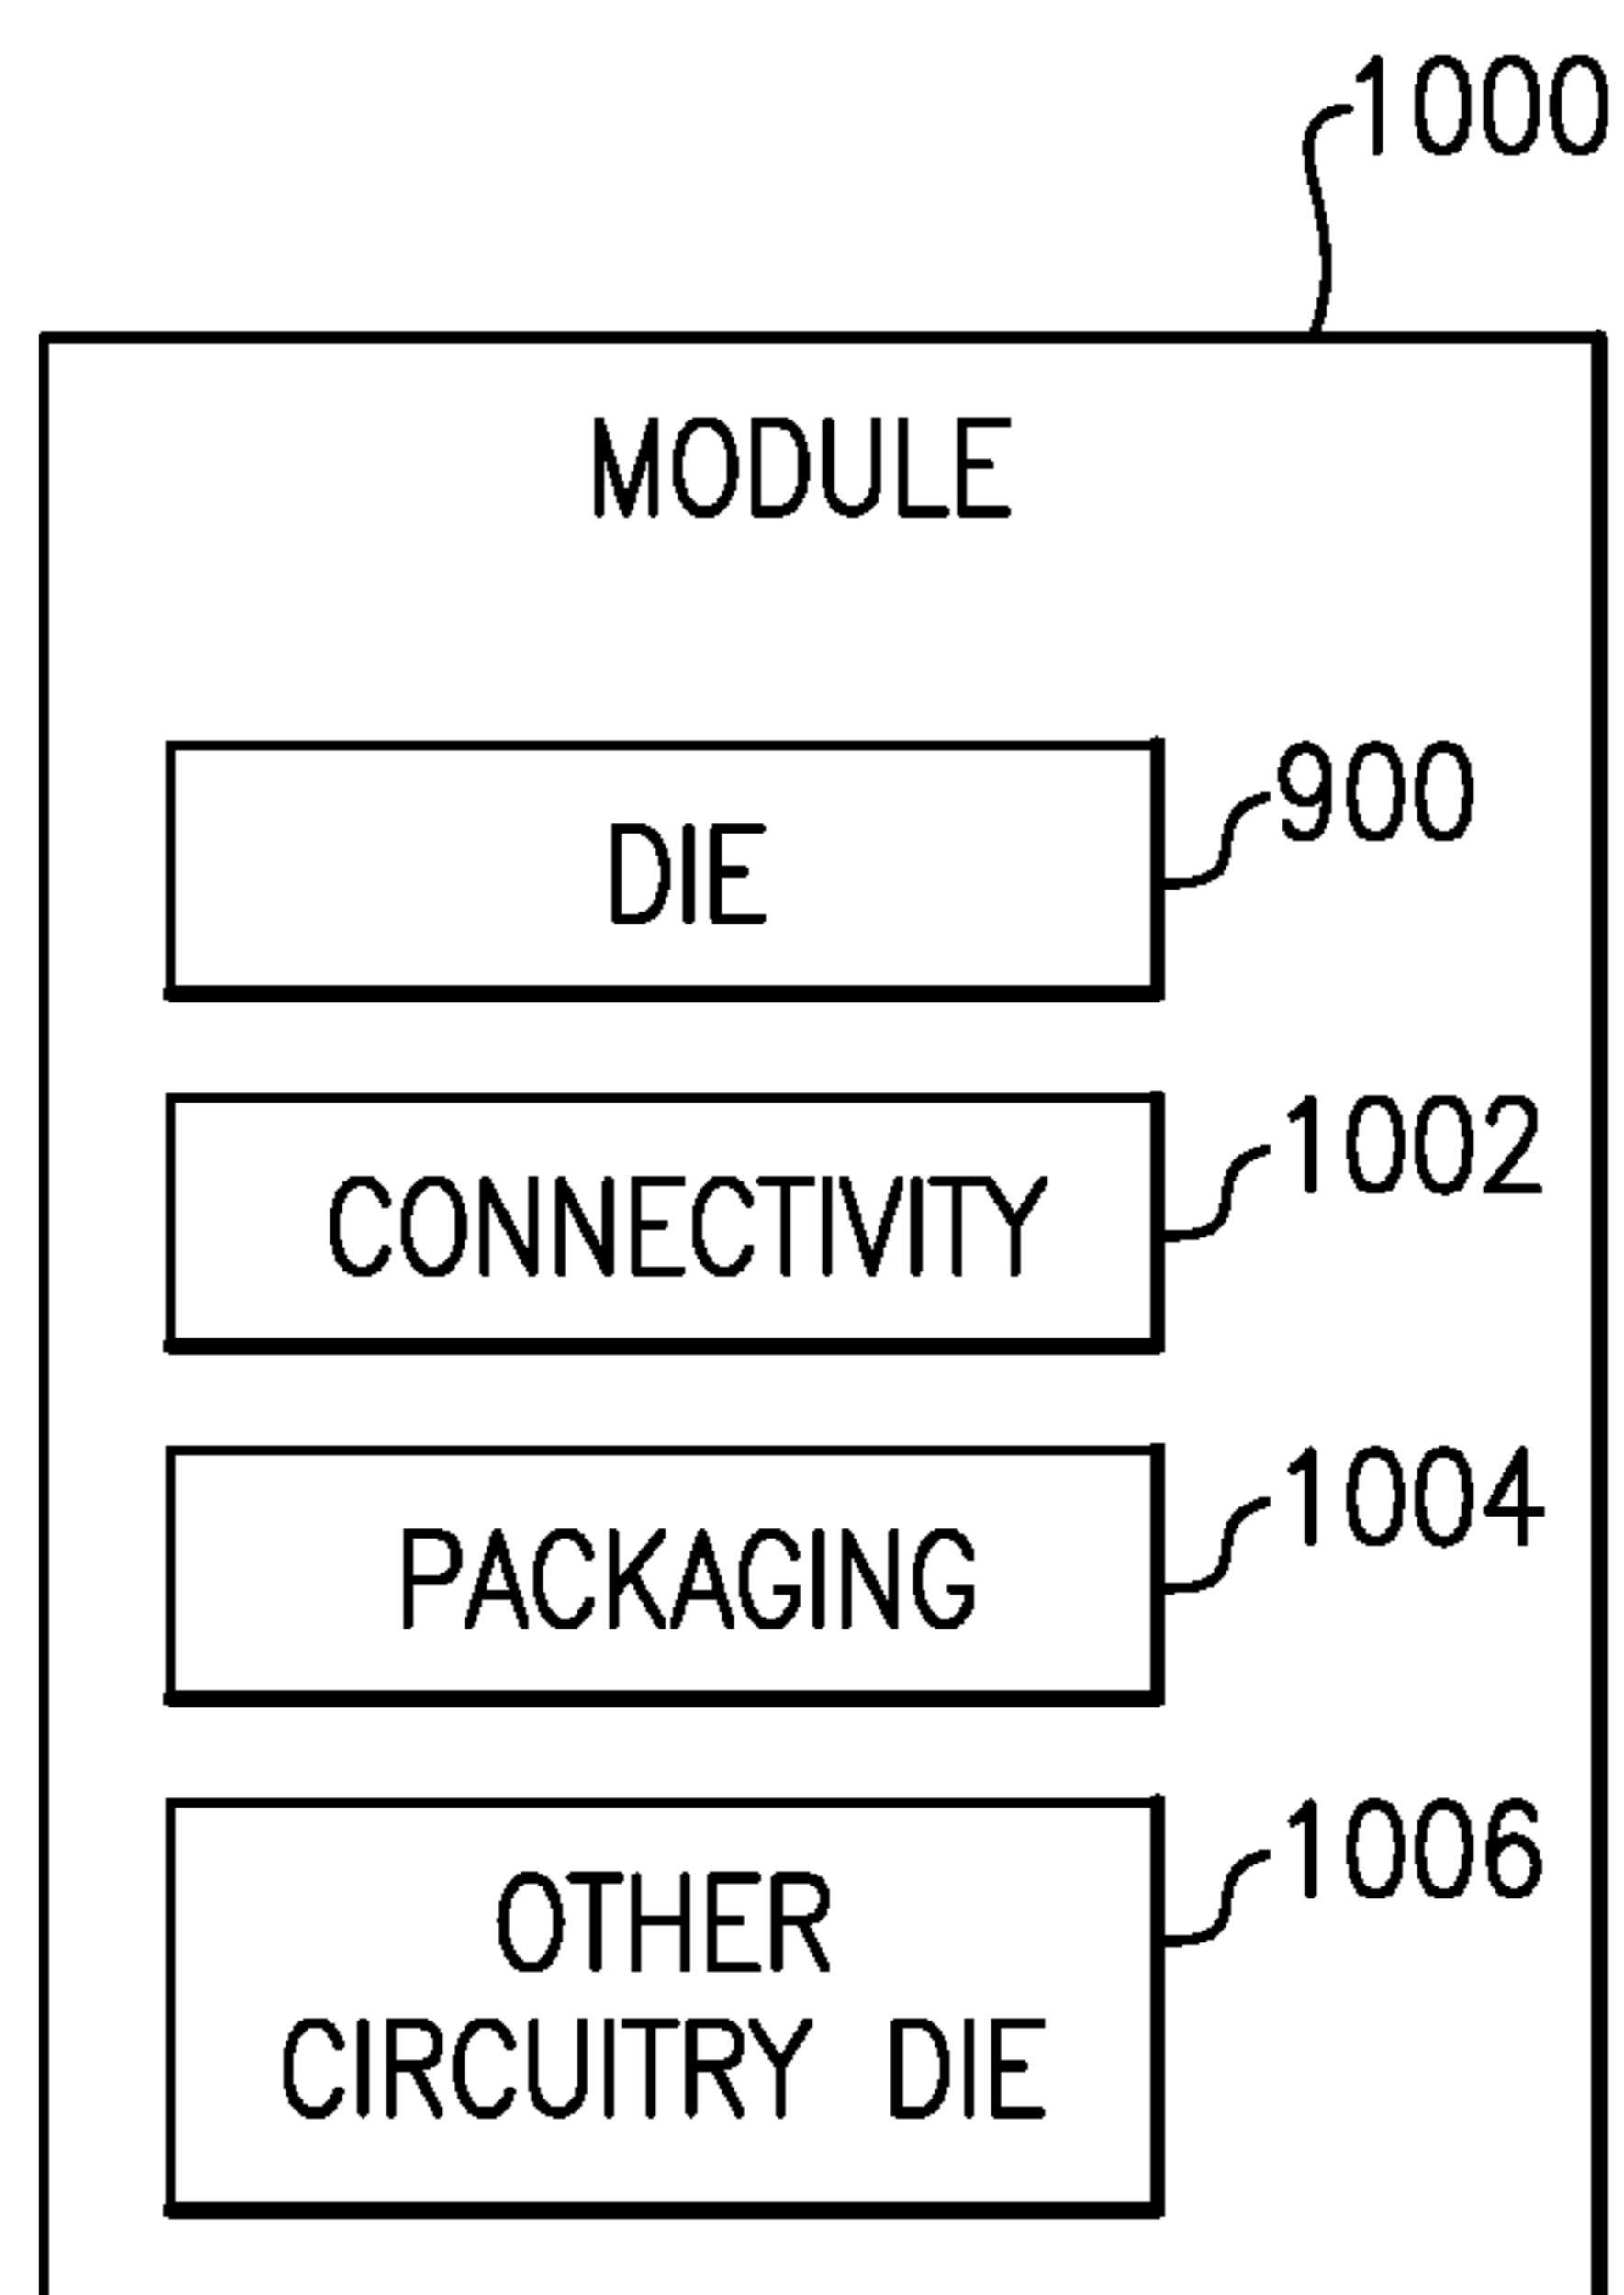 1000
MODULE
DIE
900
CONNECTIVITY
1002
PACKAGING
1004
OTHER
CIRCUITRY DIE
1006